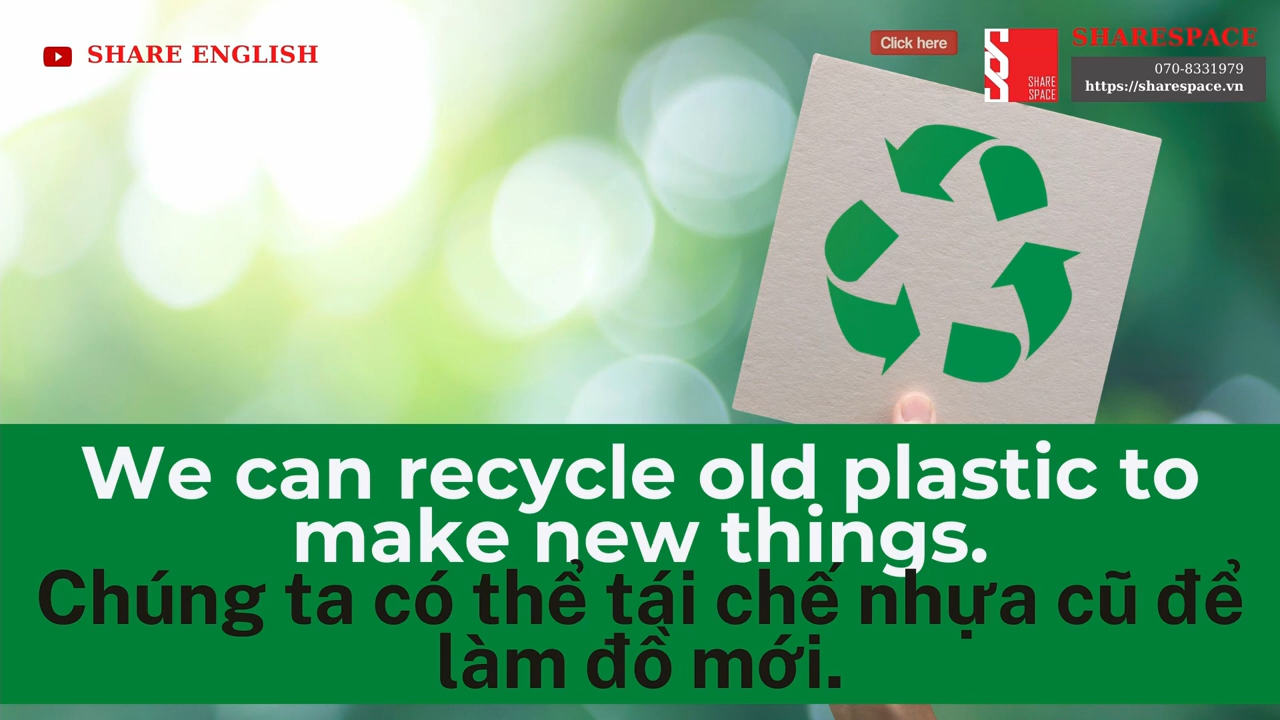 SHARE ENGLISH
Click here
SHARE
SPACE
SHARESPACE
070-8331979
https://sharespace.vn
We can recycle old plastic to
make new things.
Chúng ta có thể tái chế nhựa cũ để
làm đồ mới.